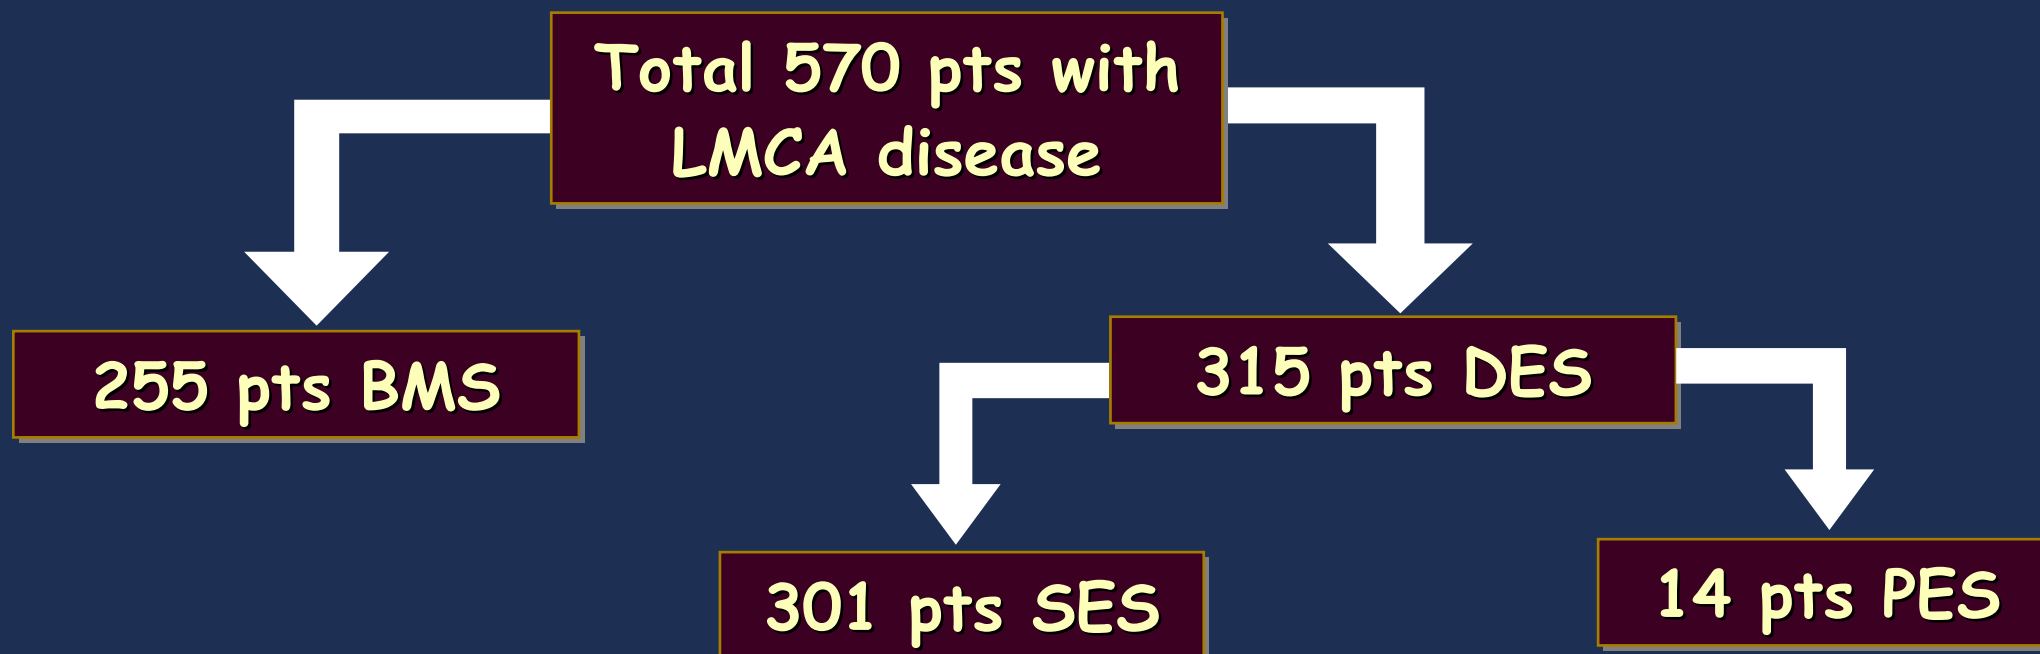 Total 570 pts with
LMCA disease
255 pts BMS
315 pts DES
301 pts SES
14 pts PES